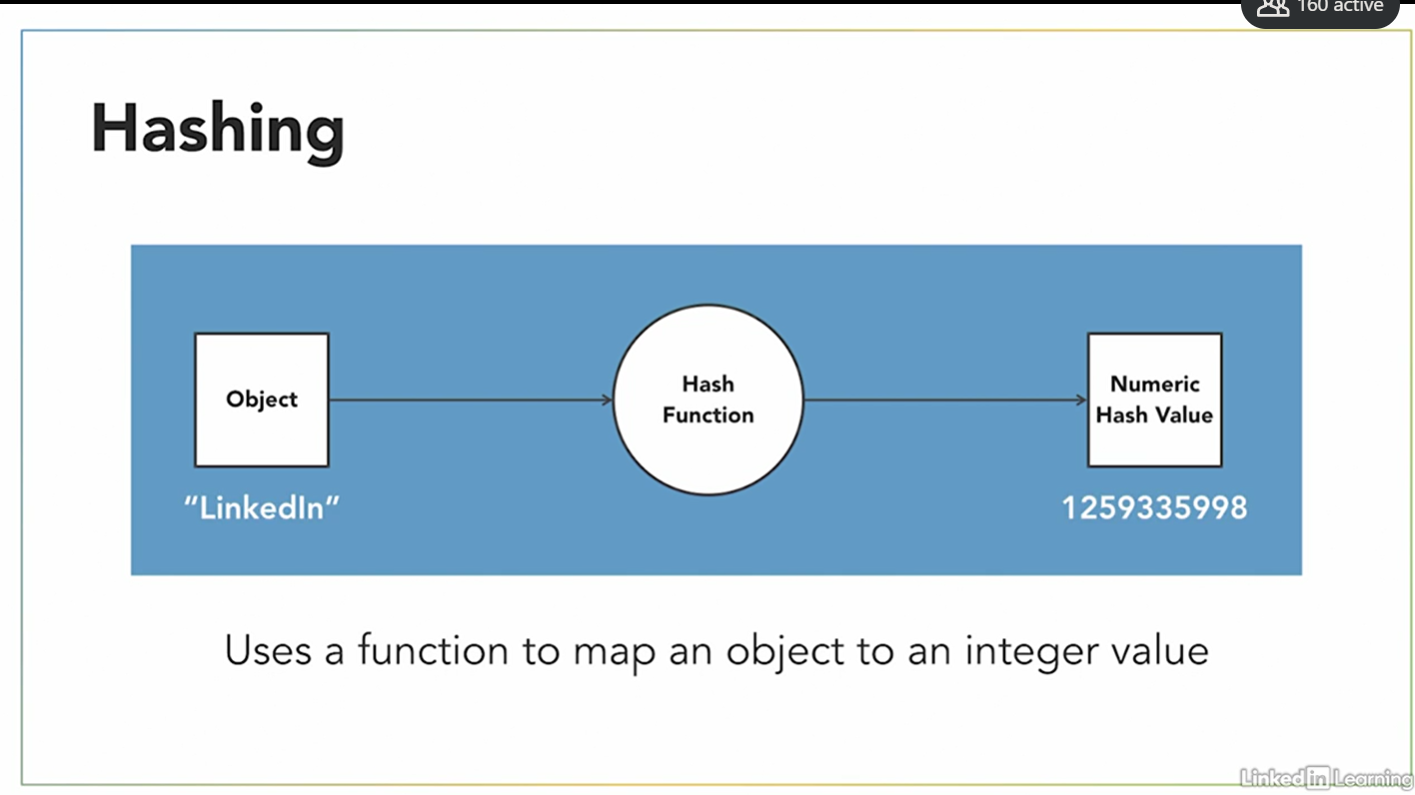 160 active
Hashing
Object
Hash
Function
Numeric
Hash Value
“LinkedIn”
1259335998
Uses a function to map an object to an integer value
LinkedIn Learning